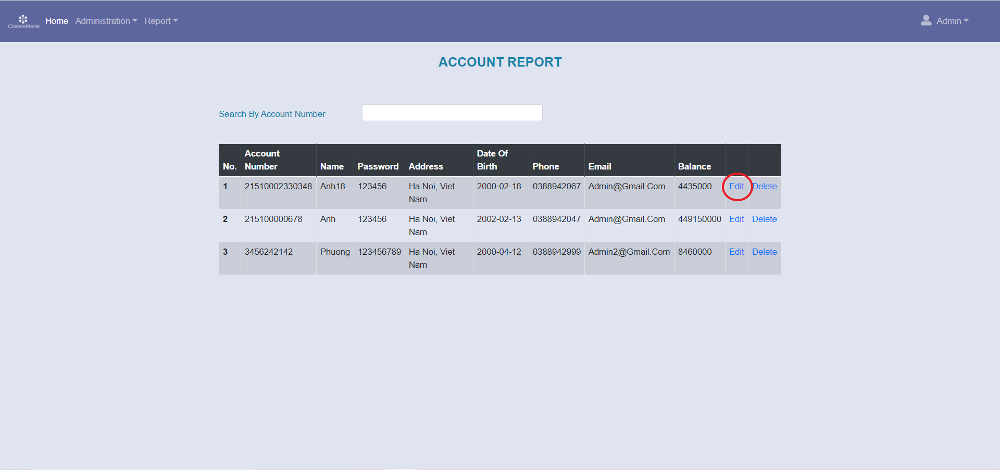 CodeeBank Home Administration Report Admin
ACCOUNT REPORT
Search By Account Number
No. Account Number Name Password Address Date Of Birth Phone Email Balance
1 21510002330348 Anh18 123456 Ha Noi, Viet Nam 2000-02-18 0388942067 Admin@Gmail.Com 4435000 Edit Delete
2 215100000678 Anh 123456 Ha Noi, Viet Nam 2002-02-13 0388942047 Admin@Gmail.Com 449150000 Edit Delete
3 3456242142 Phuong 123456789 Ha Noi, Viet Nam 2000-04-12 0388942999 Admin2@Gmail.Com 8460000 Edit Delete